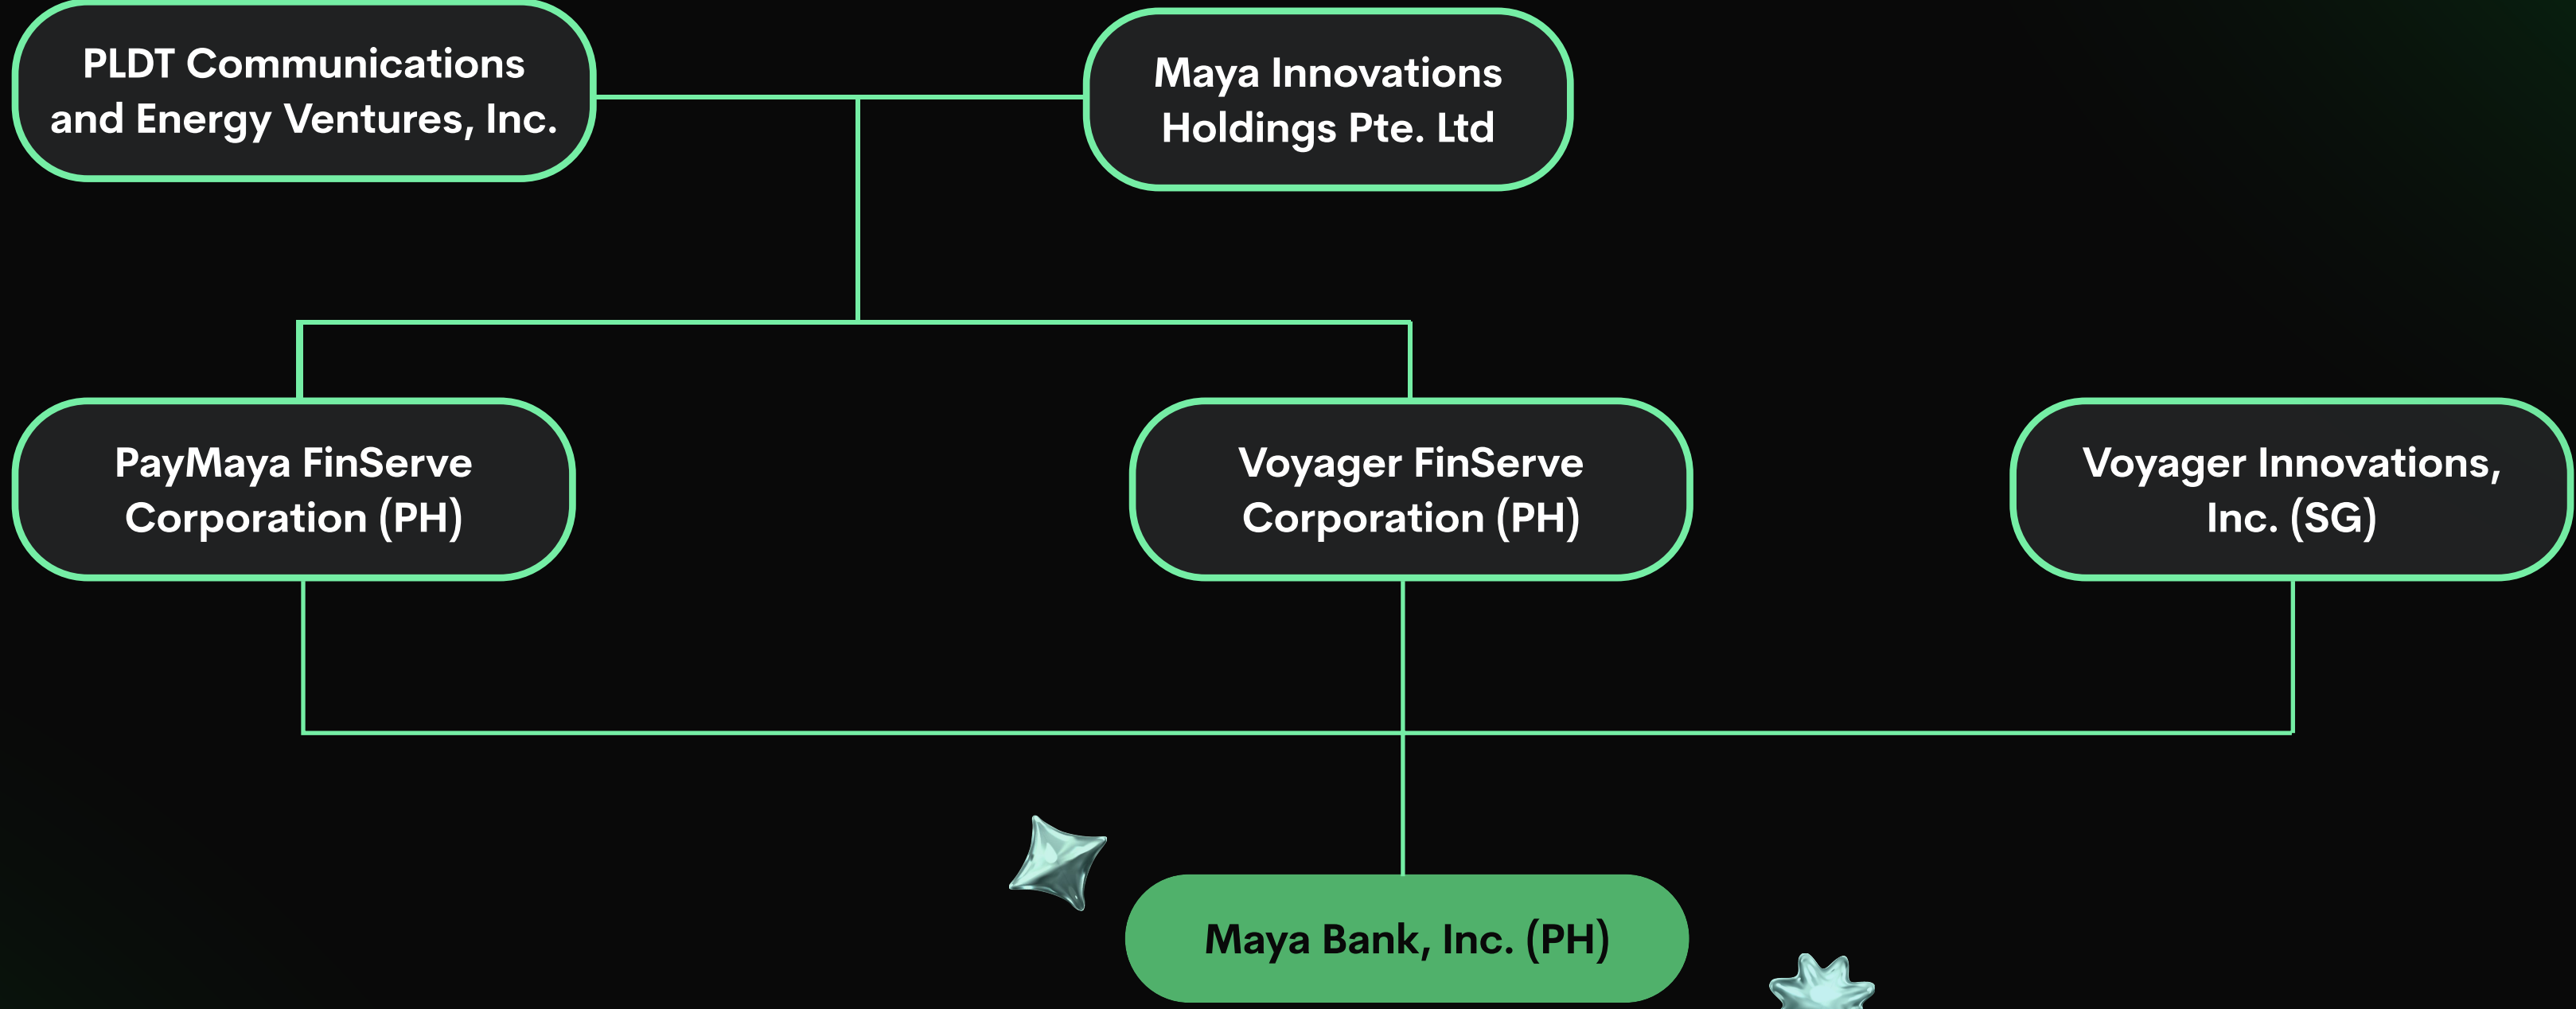 PLDT Communications
and Energy Ventures, Inc.
Maya Innovations
Holdings Pte. Ltd
PayMaya FinServe
Corporation (PH)
Voyager FinServe
Corporation (PH)
Voyager Innovations,
Inc. (SG)
Maya Bank, Inc. (PH)